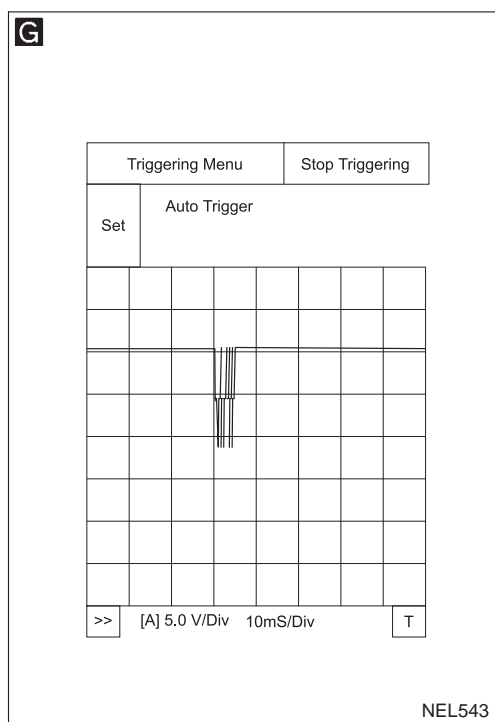 G
Triggering Menu Stop Triggering
Set Auto Trigger
>> [A] 5.0 V/Div 10mS/Div T
NEL543